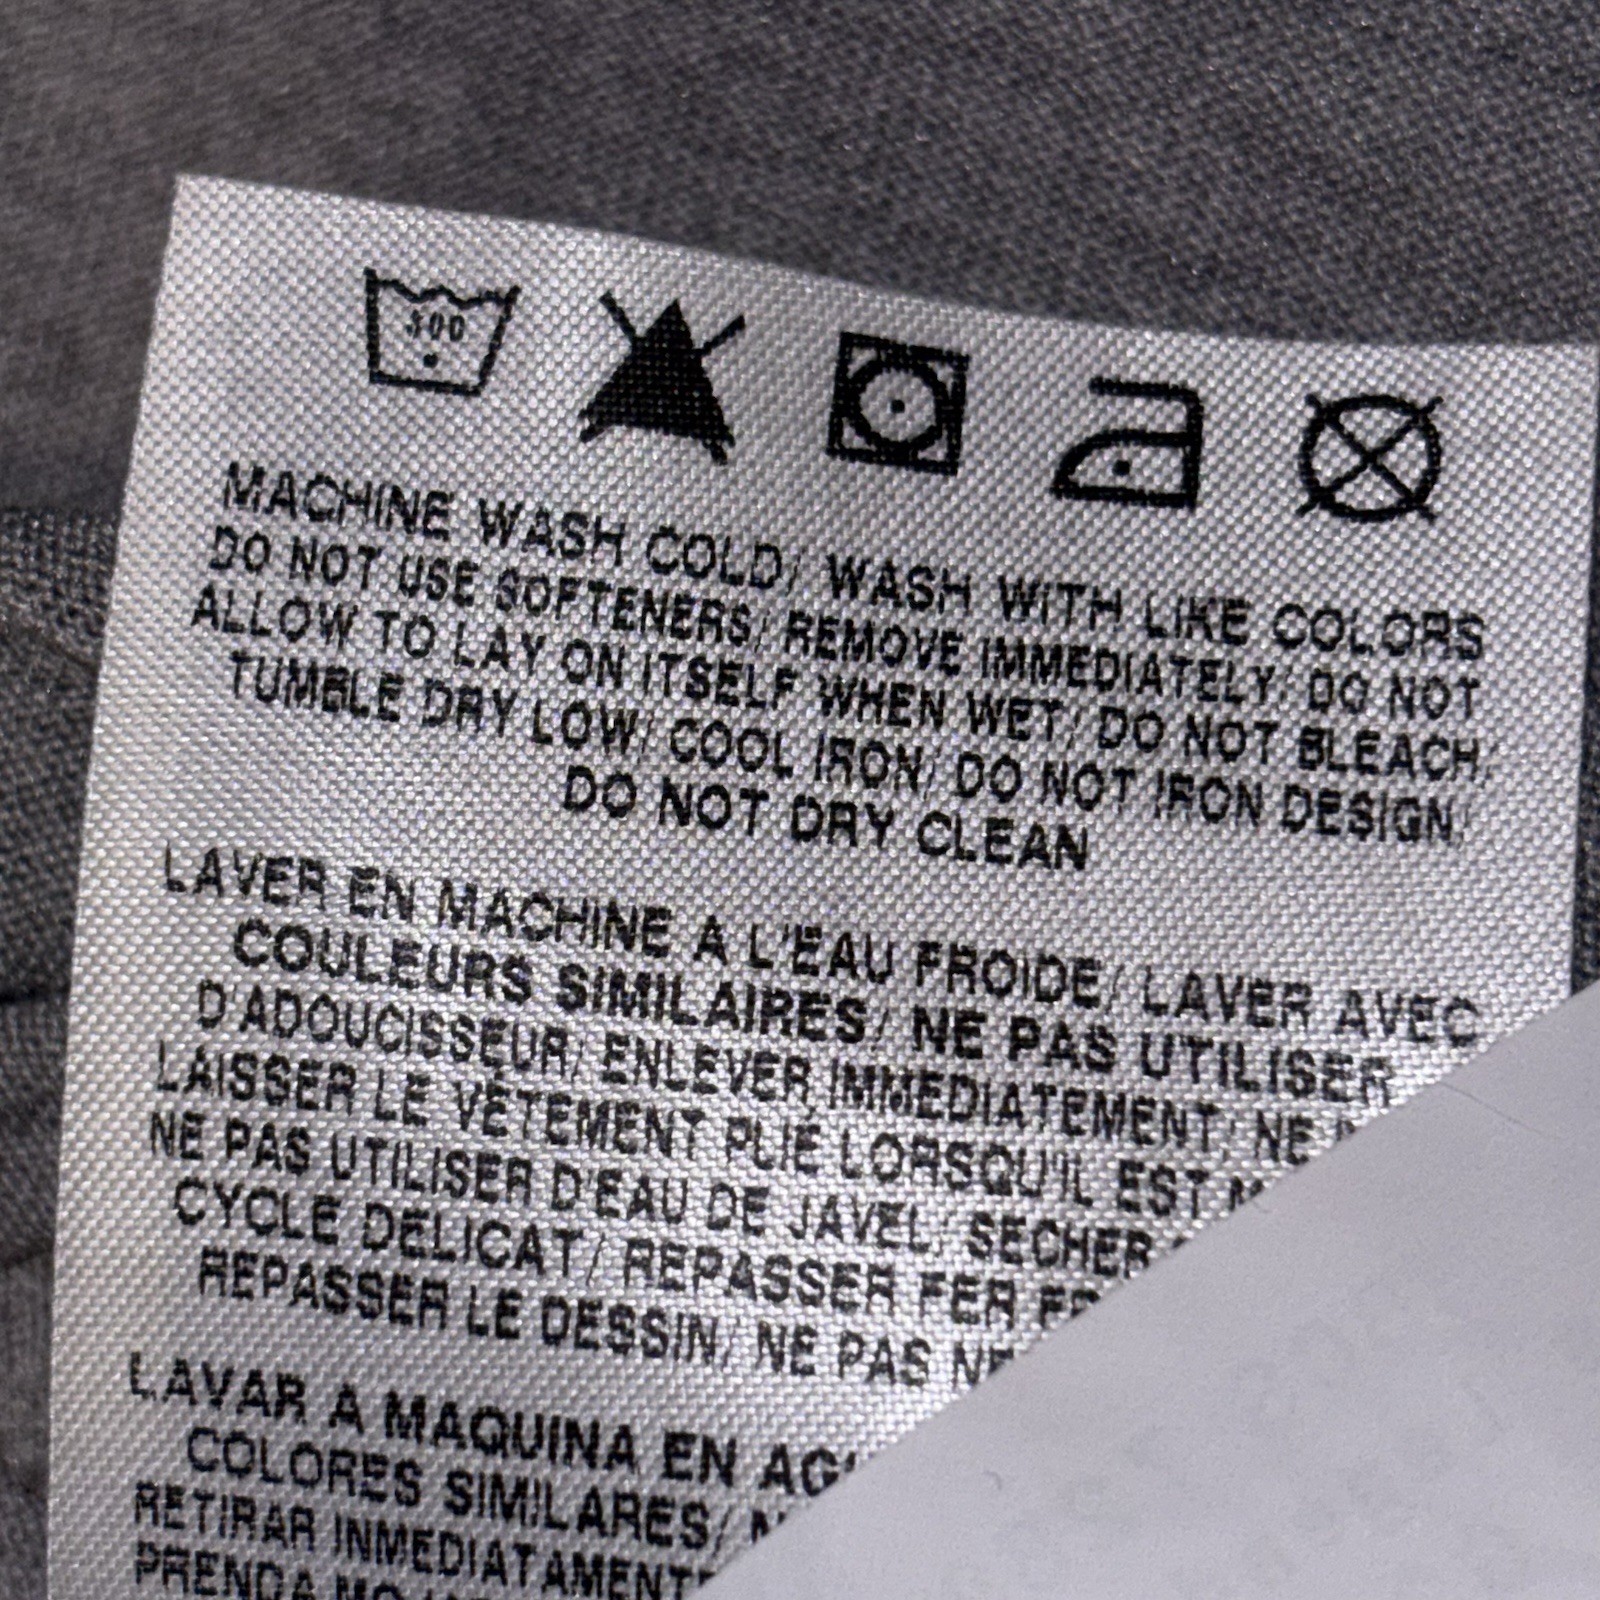 300
MACHINE WASH COLD/ WASH WITH LIKE COLORS
DO NOT USE SOFTENERS/ REMOVE IMMEDIATELY/ DO NOT
ALLOW TO LAY ON ITSELF WHEN WET/ DO NOT BLEACH/
TUMBLE DRY LOW/ COOL IRON/ DO NOT IRON DESIGN/
DO NOT DRY CLEAN
LAVER EN MACHINE A L'EAU FROIDE/ LAVER AVEC
COULEURS SIMILAIRES/ NE PAS UTILISER
D'ADOUCISSEUR/ ENLEVER IMMEDIATEMENT/ NE
LAISSER LE VÊTEMENT PLIÉ LORSQU'IL EST
NE PAS UTILISER D'EAU DE JAVEL/ SECHER
CYCLE DELICAT/ REPASSER FER
REPASSER LE DESSIN/ NE PAS
LAVAR A MAQUINA EN
COLORES SIMILARES/
RETIRAR INMEDIATAMENTE
PRENDA